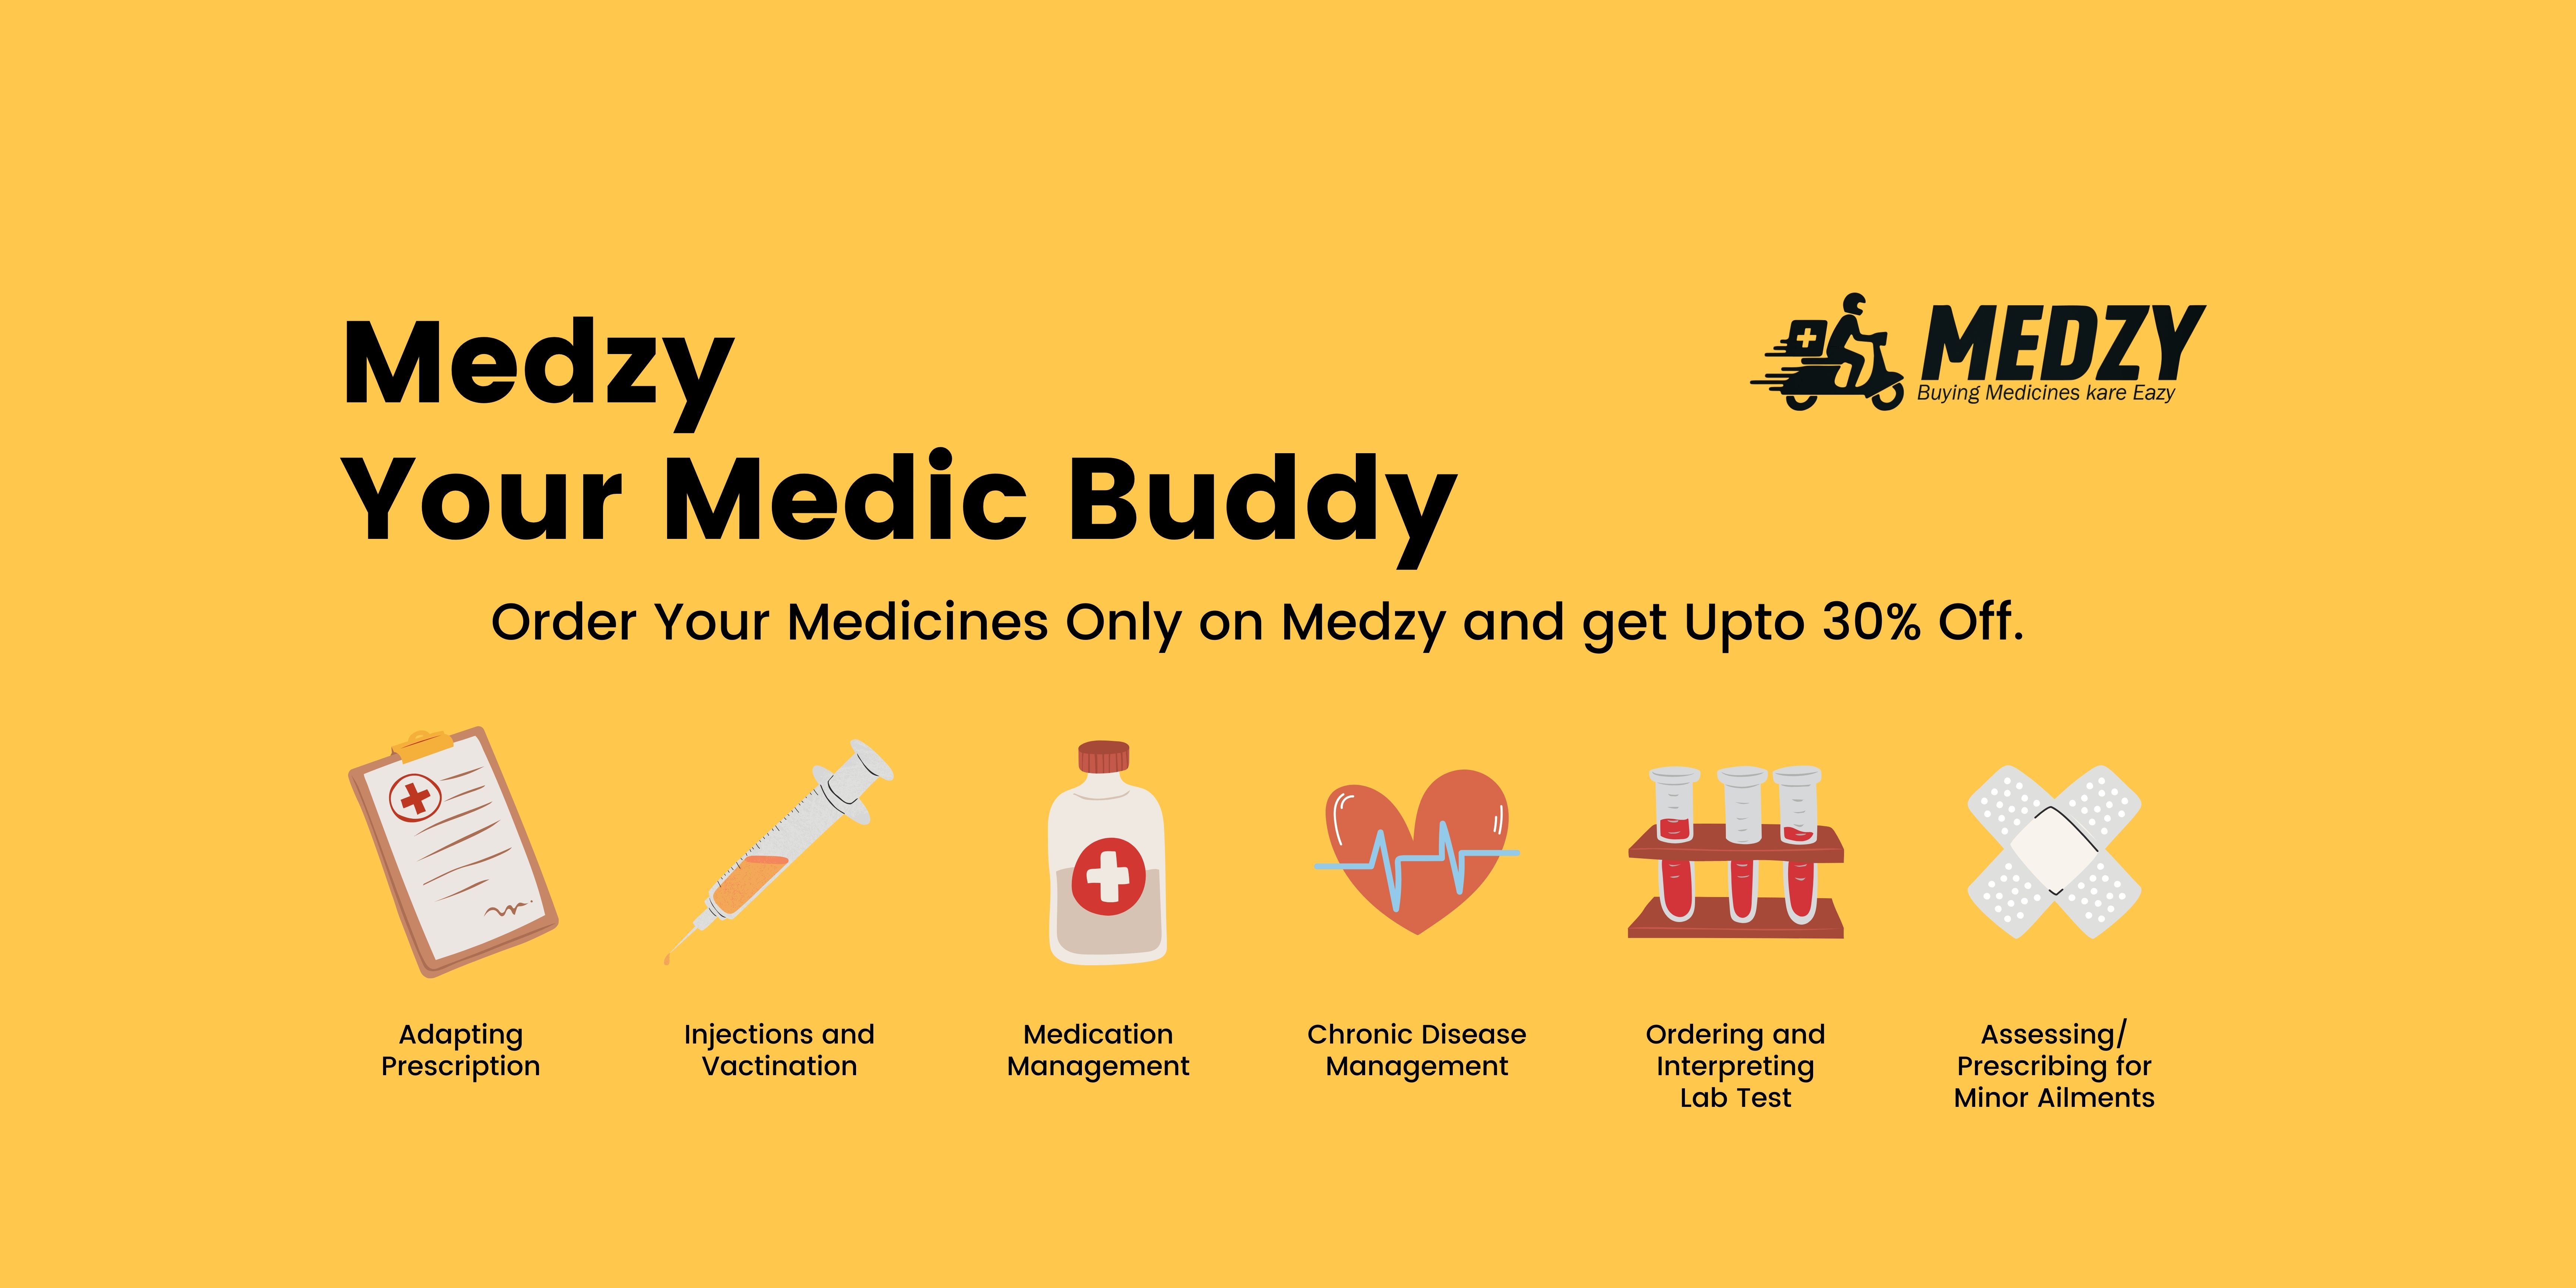 Medzy
MEDZY
Buying Medicines kare Eazy
Your Medic Buddy
Order Your Medicines Only on Medzy and get Upto 30% Off.
Adapting
Prescription
Injections and
Vactination
Medication
Management
Chronic Disease
Management
Ordering and
Interpreting
Lab Test
Assessing/
Prescribing for
Minor Ailments